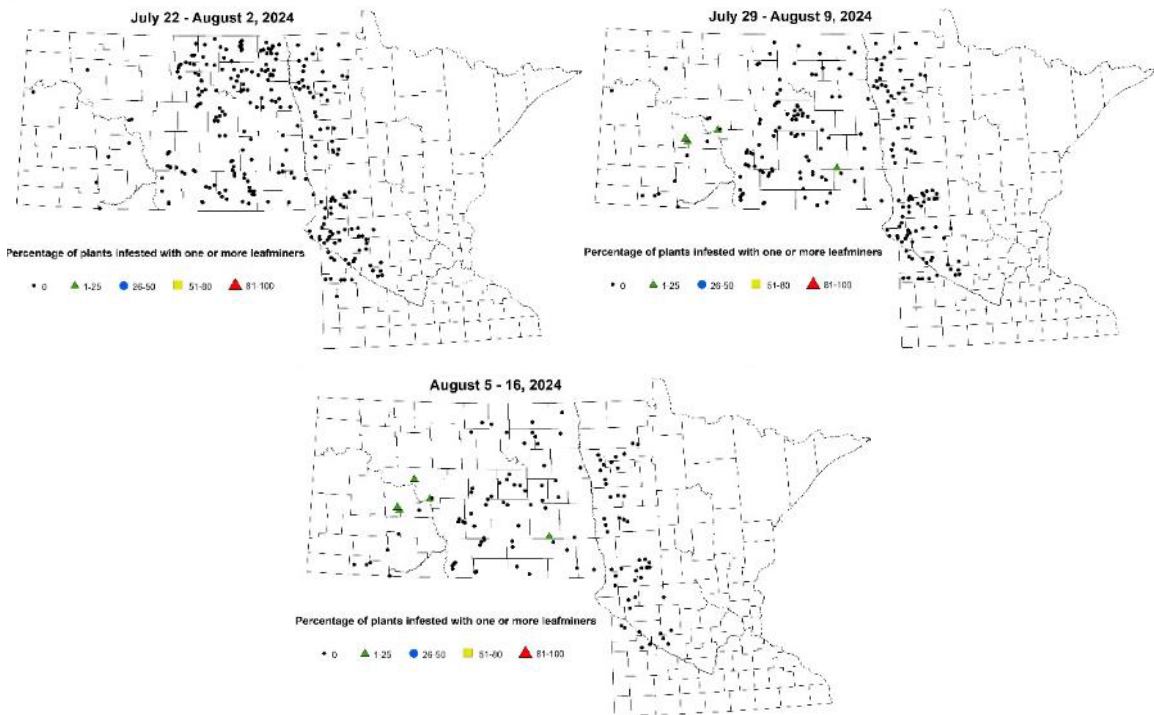 July 22 - August 2, 2024
Percentage of plants infested with one or more leafminers
0 1-25 26-50 51-80 81-100
July 29 - August 9, 2024
Percentage of plants infested with one or more leafminers
0 1-25 26-50 51-80 81-100
August 5 - 16, 2024
Percentage of plants infested with one or more leafminers
0 1-25 26-50 51-80 81-100